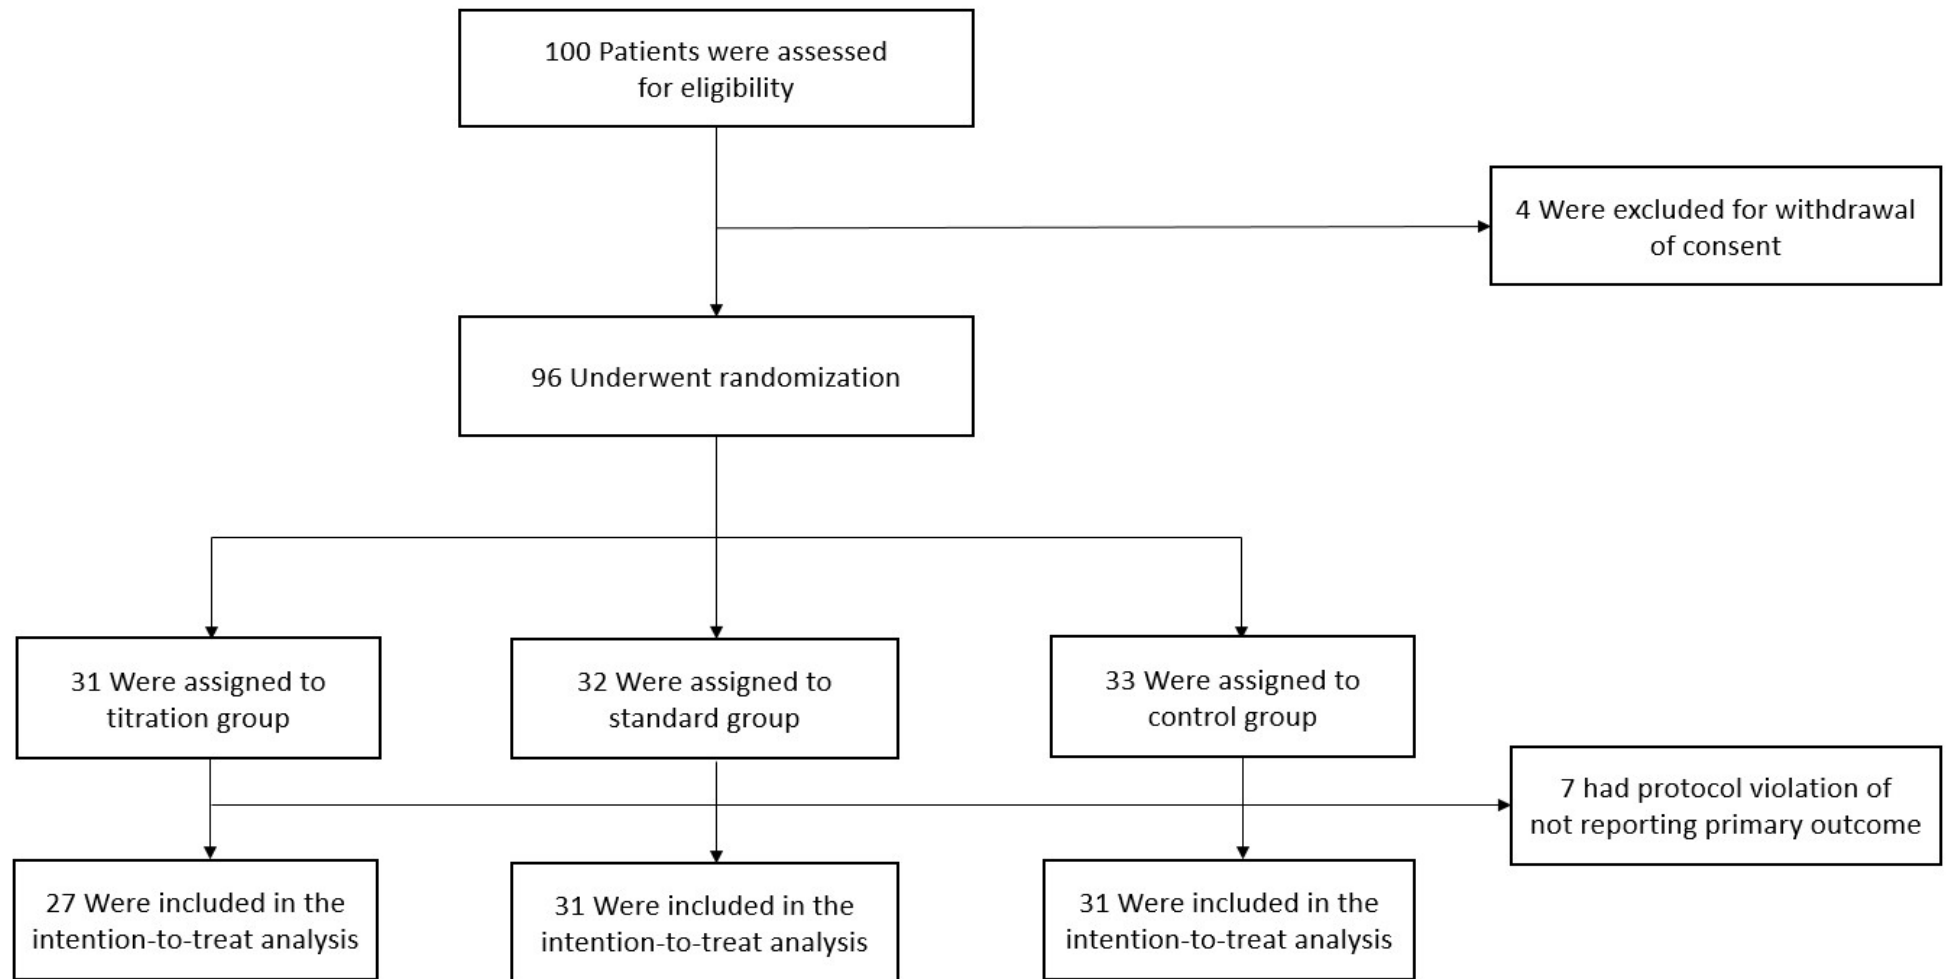 100 Patients were assessed
for eligibility
4 Were excluded for withdrawal
of consent
96 Underwent randomization
31 Were assigned to
titration group
32 Were assigned to
standard group
33 Were assigned to
control group
7 had protocol violation of
not reporting primary outcome
27 Were included in the
intention-to-treat analysis
31 Were included in the
intention-to-treat analysis
31 Were included in the
intention-to-treat analysis